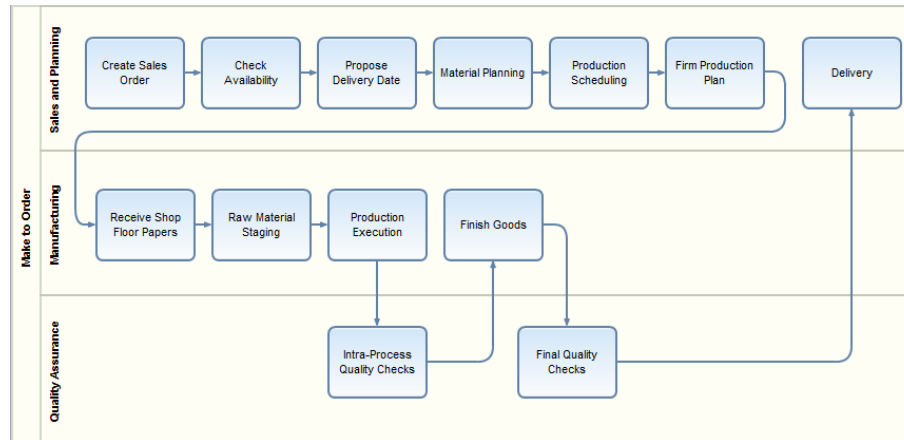 Make to Order
Sales and Planning
Create Sales
Order
Check
Availability
Propose
Delivery Date
Material Planning
Production
Scheduling
Firm Production
Plan
Delivery
Manufacturing
Receive Shop
Floor Papers
Raw Material
Staging
Production
Execution
Finish Goods
Quality Assurance
Intra-Process
Quality Checks
Final Quality
Checks